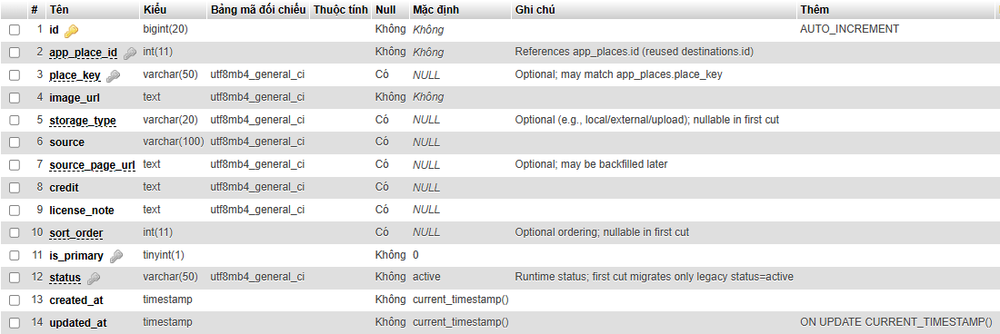 # Tên Kiểu Bảng mã đối chiếu Thuộc tính Null Mặc định Ghi chú Thêm
1 id bigint(20) Không Không AUTO_INCREMENT
2 app_place_id int(11) Không Không References app_places.id (reused destinations.id)
3 place_key varchar(50) utf8mb4_general_ci Có NULL Optional; may match app_places.place_key
4 image_url text utf8mb4_general_ci Không Không
5 storage_type varchar(20) utf8mb4_general_ci Có NULL Optional (e.g., local/external/upload); nullable in first cut
6 source varchar(100) utf8mb4_general_ci Có NULL
7 source_page_url text utf8mb4_general_ci Có NULL Optional; may be backfilled later
8 credit text utf8mb4_general_ci Có NULL
9 license_note text utf8mb4_general_ci Có NULL
10 sort_order int(11) Có NULL Optional ordering; nullable in first cut
11 is_primary tinyint(1) Không 0
12 status varchar(50) utf8mb4_general_ci Không active Runtime status; first cut migrates only legacy status=active
13 created_at timestamp Không current_timestamp()
14 updated_at timestamp Không current_timestamp() ON UPDATE CURRENT_TIMESTAMP()